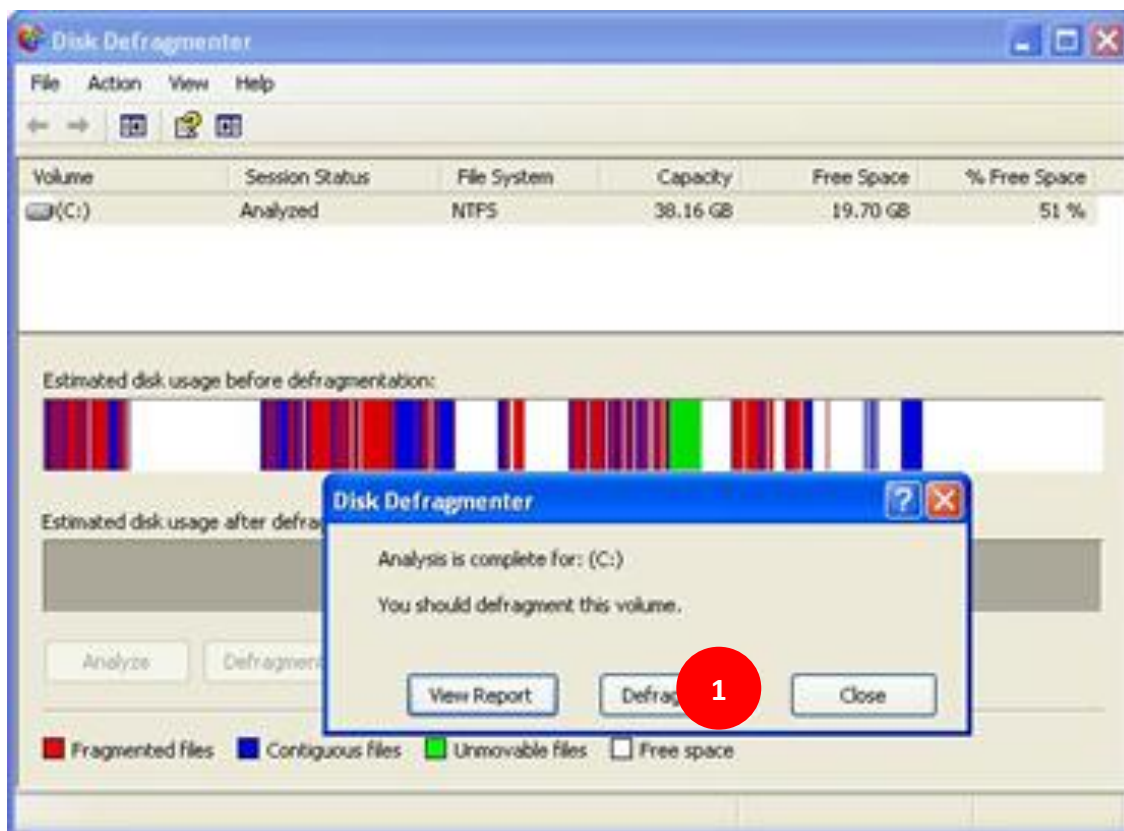 Disk Defragmenter
File Action View Help
Volume Session Status File System Capacity Free Space % Free Space
(C:) Analyzed NTFS 38.16 GB 19.70 GB 51 %
Estimated disk usage before defragmentation:
Estimated disk usage after defra
Disk Defragmenter
Analysis is complete for: (C:)
You should defragment this volume.
Analyze Defragment
View Report Defrag 1 Close
Fragmented files Contiguous files Unmovable files Free space